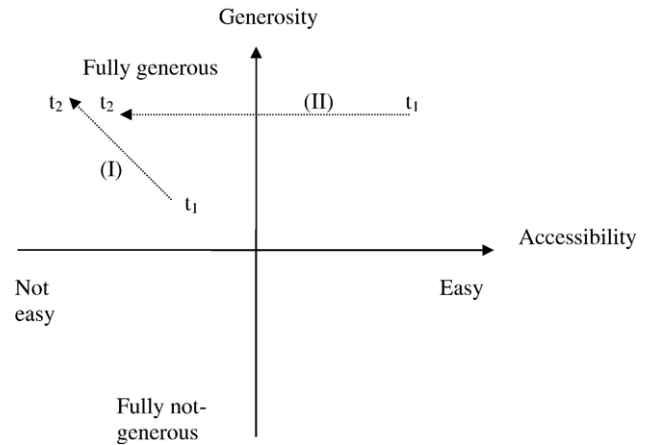 Generosity
Fully generous
t₂ t₂ (II) t₁
(I)
t₁
Accessibility
Not
easy
Easy
Fully not-
generous